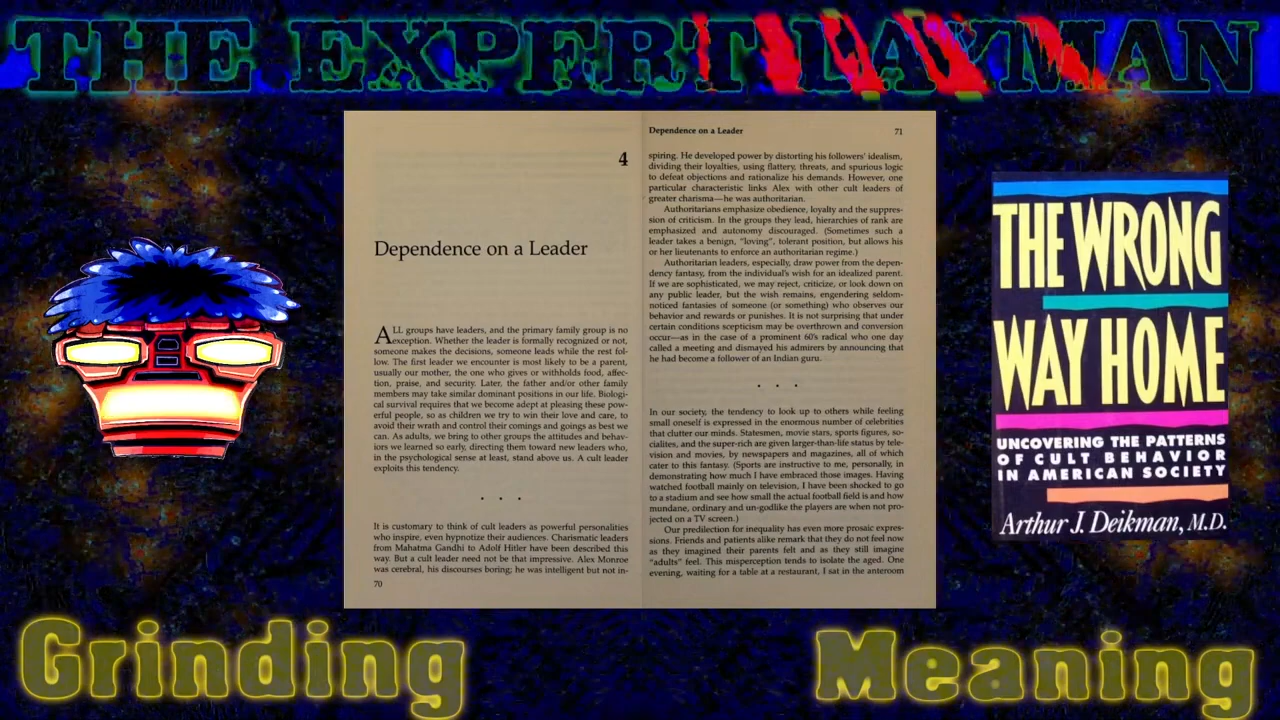 THE EXPERT LAYMAN
4
Dependence on a Leader
ALL groups have leaders, and the primary family group is no
exception. Whether the leader is formally recognized or not,
someone makes the decisions, someone leads while the rest fol-
low. The first leader we encounter is most likely to be a parent,
usually our mother, the one who gives or withholds food, affec-
tion, praise, and security. Later, the father and/or other family
members may take similar dominant positions in our life. Biologi-
cal survival requires that we become adept at pleasing these pow-
erful people, so as children we try to win their love and care, to
avoid their wrath and control their comings and goings as best we
can. As adults, we bring to other groups the attitudes and behav-
iors we learned so early, directing them toward new leaders who,
in the psychological sense at least, stand above us. A cult leader
exploits this tendency.
. . .
It is customary to think of cult leaders as powerful personalities
who inspire, even hypnotize their audiences. Charismatic leaders
from Mahatma Gandhi to Adolf Hitler have been described this
way. But a cult leader need not be that impressive. Alex Monroe
was cerebral, his discourses boring; he was intelligent but not in-
70
Dependence on a Leader 71
spiring. He developed power by distorting his followers' idealism,
dividing their loyalties, using flattery, threats, and spurious logic
to defeat objections and rationalize his demands. However, one
particular characteristic links Alex with other cult leaders of
greater charisma—he was authoritarian.
Authoritarians emphasize obedience, loyalty and the suppres-
sion of criticism. In the groups they lead, hierarchies of rank are
emphasized and autonomy discouraged. (Sometimes such a
leader takes a benign, "loving", tolerant position, but allows his
or her lieutenants to enforce an authoritarian regime.)
Authoritarian leaders, especially, draw power from the depen-
dency fantasy, from the individual's wish for an idealized parent.
If we are sophisticated, we may reject, criticize, or look down on
any public leader, but the wish remains, engendering seldom-
noticed fantasies of someone (or something) who observes our
behavior and rewards or punishes. It is not surprising that under
certain conditions scepticism may be overthrown and conversion
occur—as in the case of a prominent 60's radical who one day
called a meeting and dismayed his admirers by announcing that
he had become a follower of an Indian guru.
. . .
In our society, the tendency to look up to others while feeling
small oneself is expressed in the enormous number of celebrities
that clutter our minds. Statesmen, movie stars, sports figures, so-
cialites, and the super-rich are given larger-than-life status by tele-
vision and movies, by newspapers and magazines, all of which
cater to this fantasy. (Sports are instructive to me, personally, in
demonstrating how much I have embraced those images. Having
watched football mainly on television, I have been shocked to go
to a stadium and see how small the actual football field is and how
mundane, ordinary and un-godlike the players are when not pro-
jected on a TV screen.)
Our predilection for inequality has even more prosaic expres-
sions. Friends and patients alike remark that they do not feel now
as they imagined their parents felt and as they still imagine
"adults" feel. This misperception tends to isolate the aged. One
evening, waiting for a table at a restaurant, I sat in the anteroom
THE WRONG
WAY HOME
UNCOVERING THE PATTERNS
OF CULT BEHAVIOR
IN AMERICAN SOCIETY
Arthur J. Deikman, M.D.
Grinding
Meaning